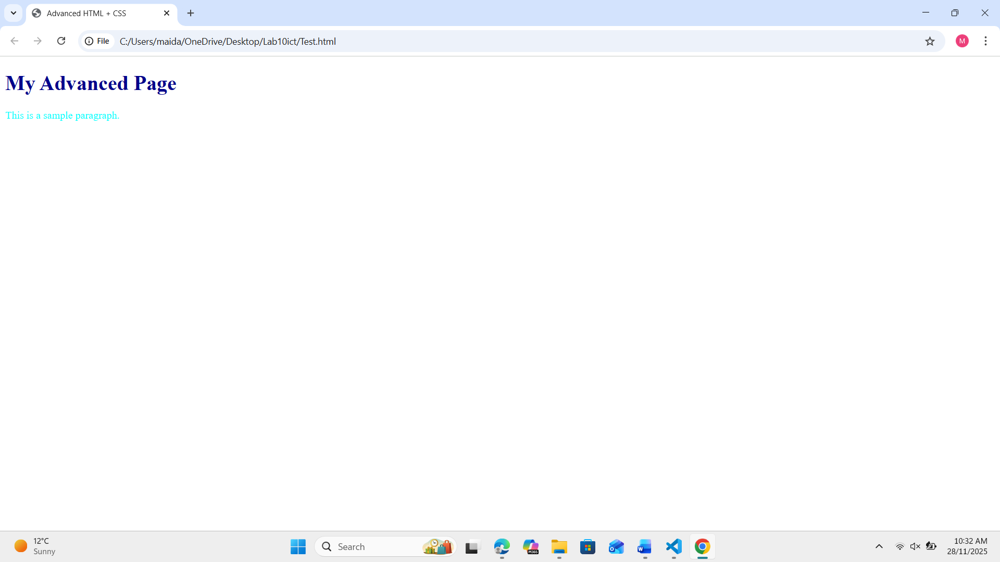 Advanced HTML + CSS
File
C:/Users/maida/OneDrive/Desktop/Lab10ict/Test.html
M
My Advanced Page
This is a sample paragraph.
12°C
Sunny
Search
M365
O
W
10:32 AM
28/11/2025